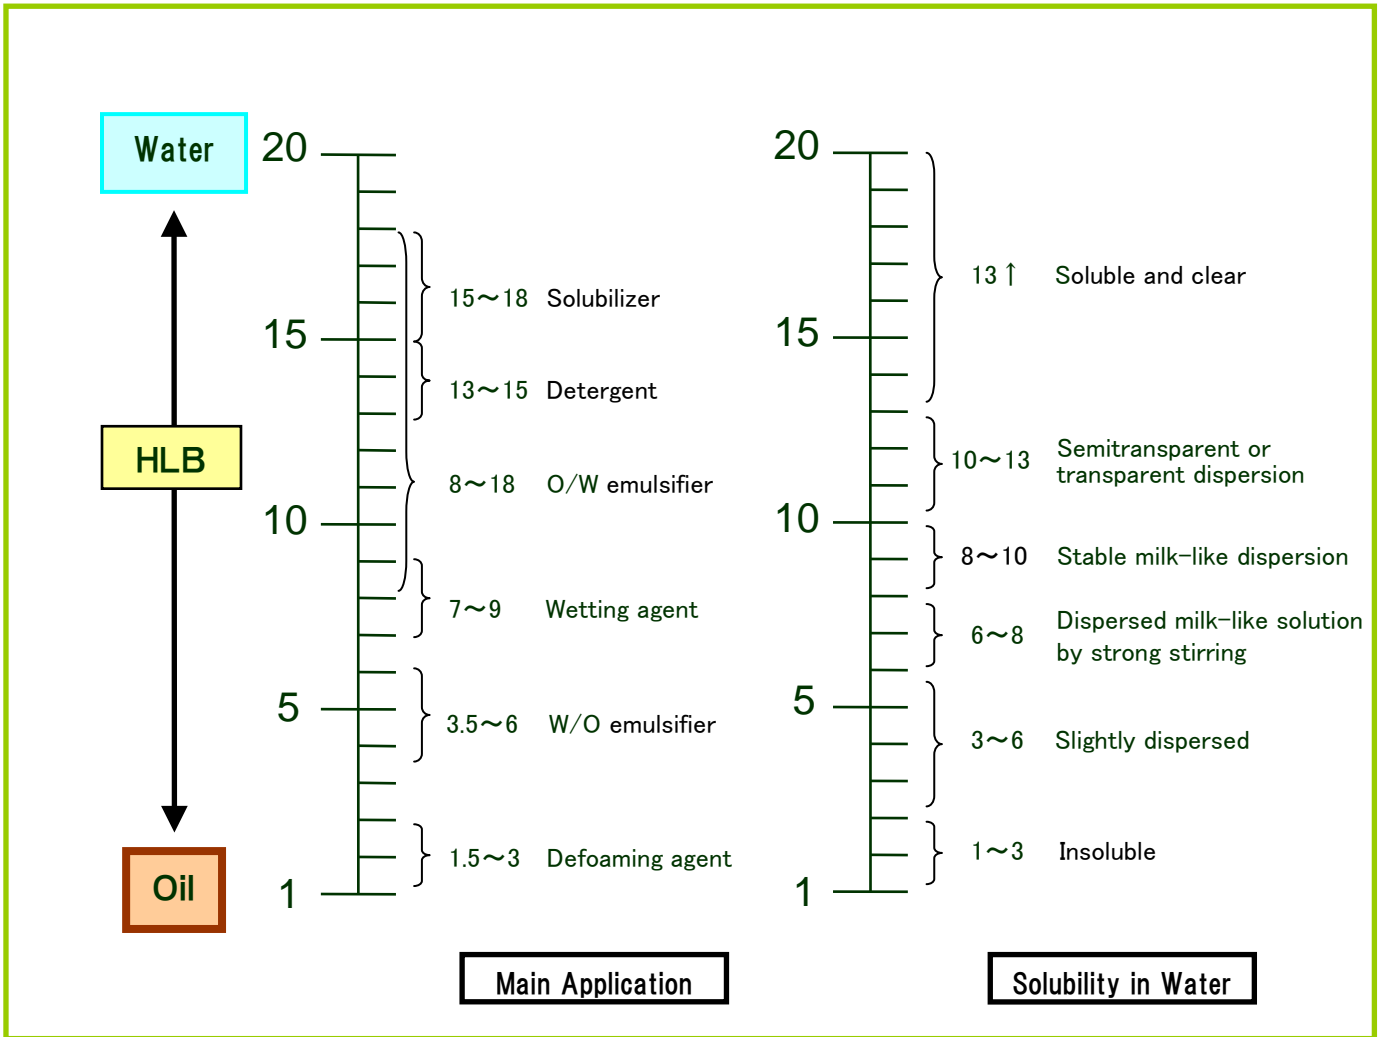 Water
HLB
Oil
20
15
10
5
1
15～18 Solubilizer
13～15 Detergent
8～18 O/W emulsifier
7～9 Wetting agent
3.5～6 W/O emulsifier
1.5～3 Defoaming agent
Main Application
20
15
10
5
1
13↑ Soluble and clear
10～13 Semitransparent or
transparent dispersion
8～10 Stable milk-like dispersion
6～8 Dispersed milk-like solution
by strong stirring
3～6 Slightly dispersed
1～3 Insoluble
Solubility in Water